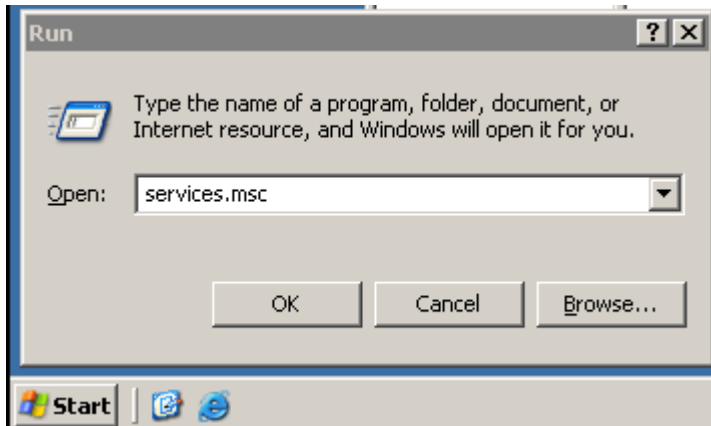 Run
Type the name of a program, folder, document, or
Internet resource, and Windows will open it for you.
Open: services.msc
OK Cancel Browse...
Start